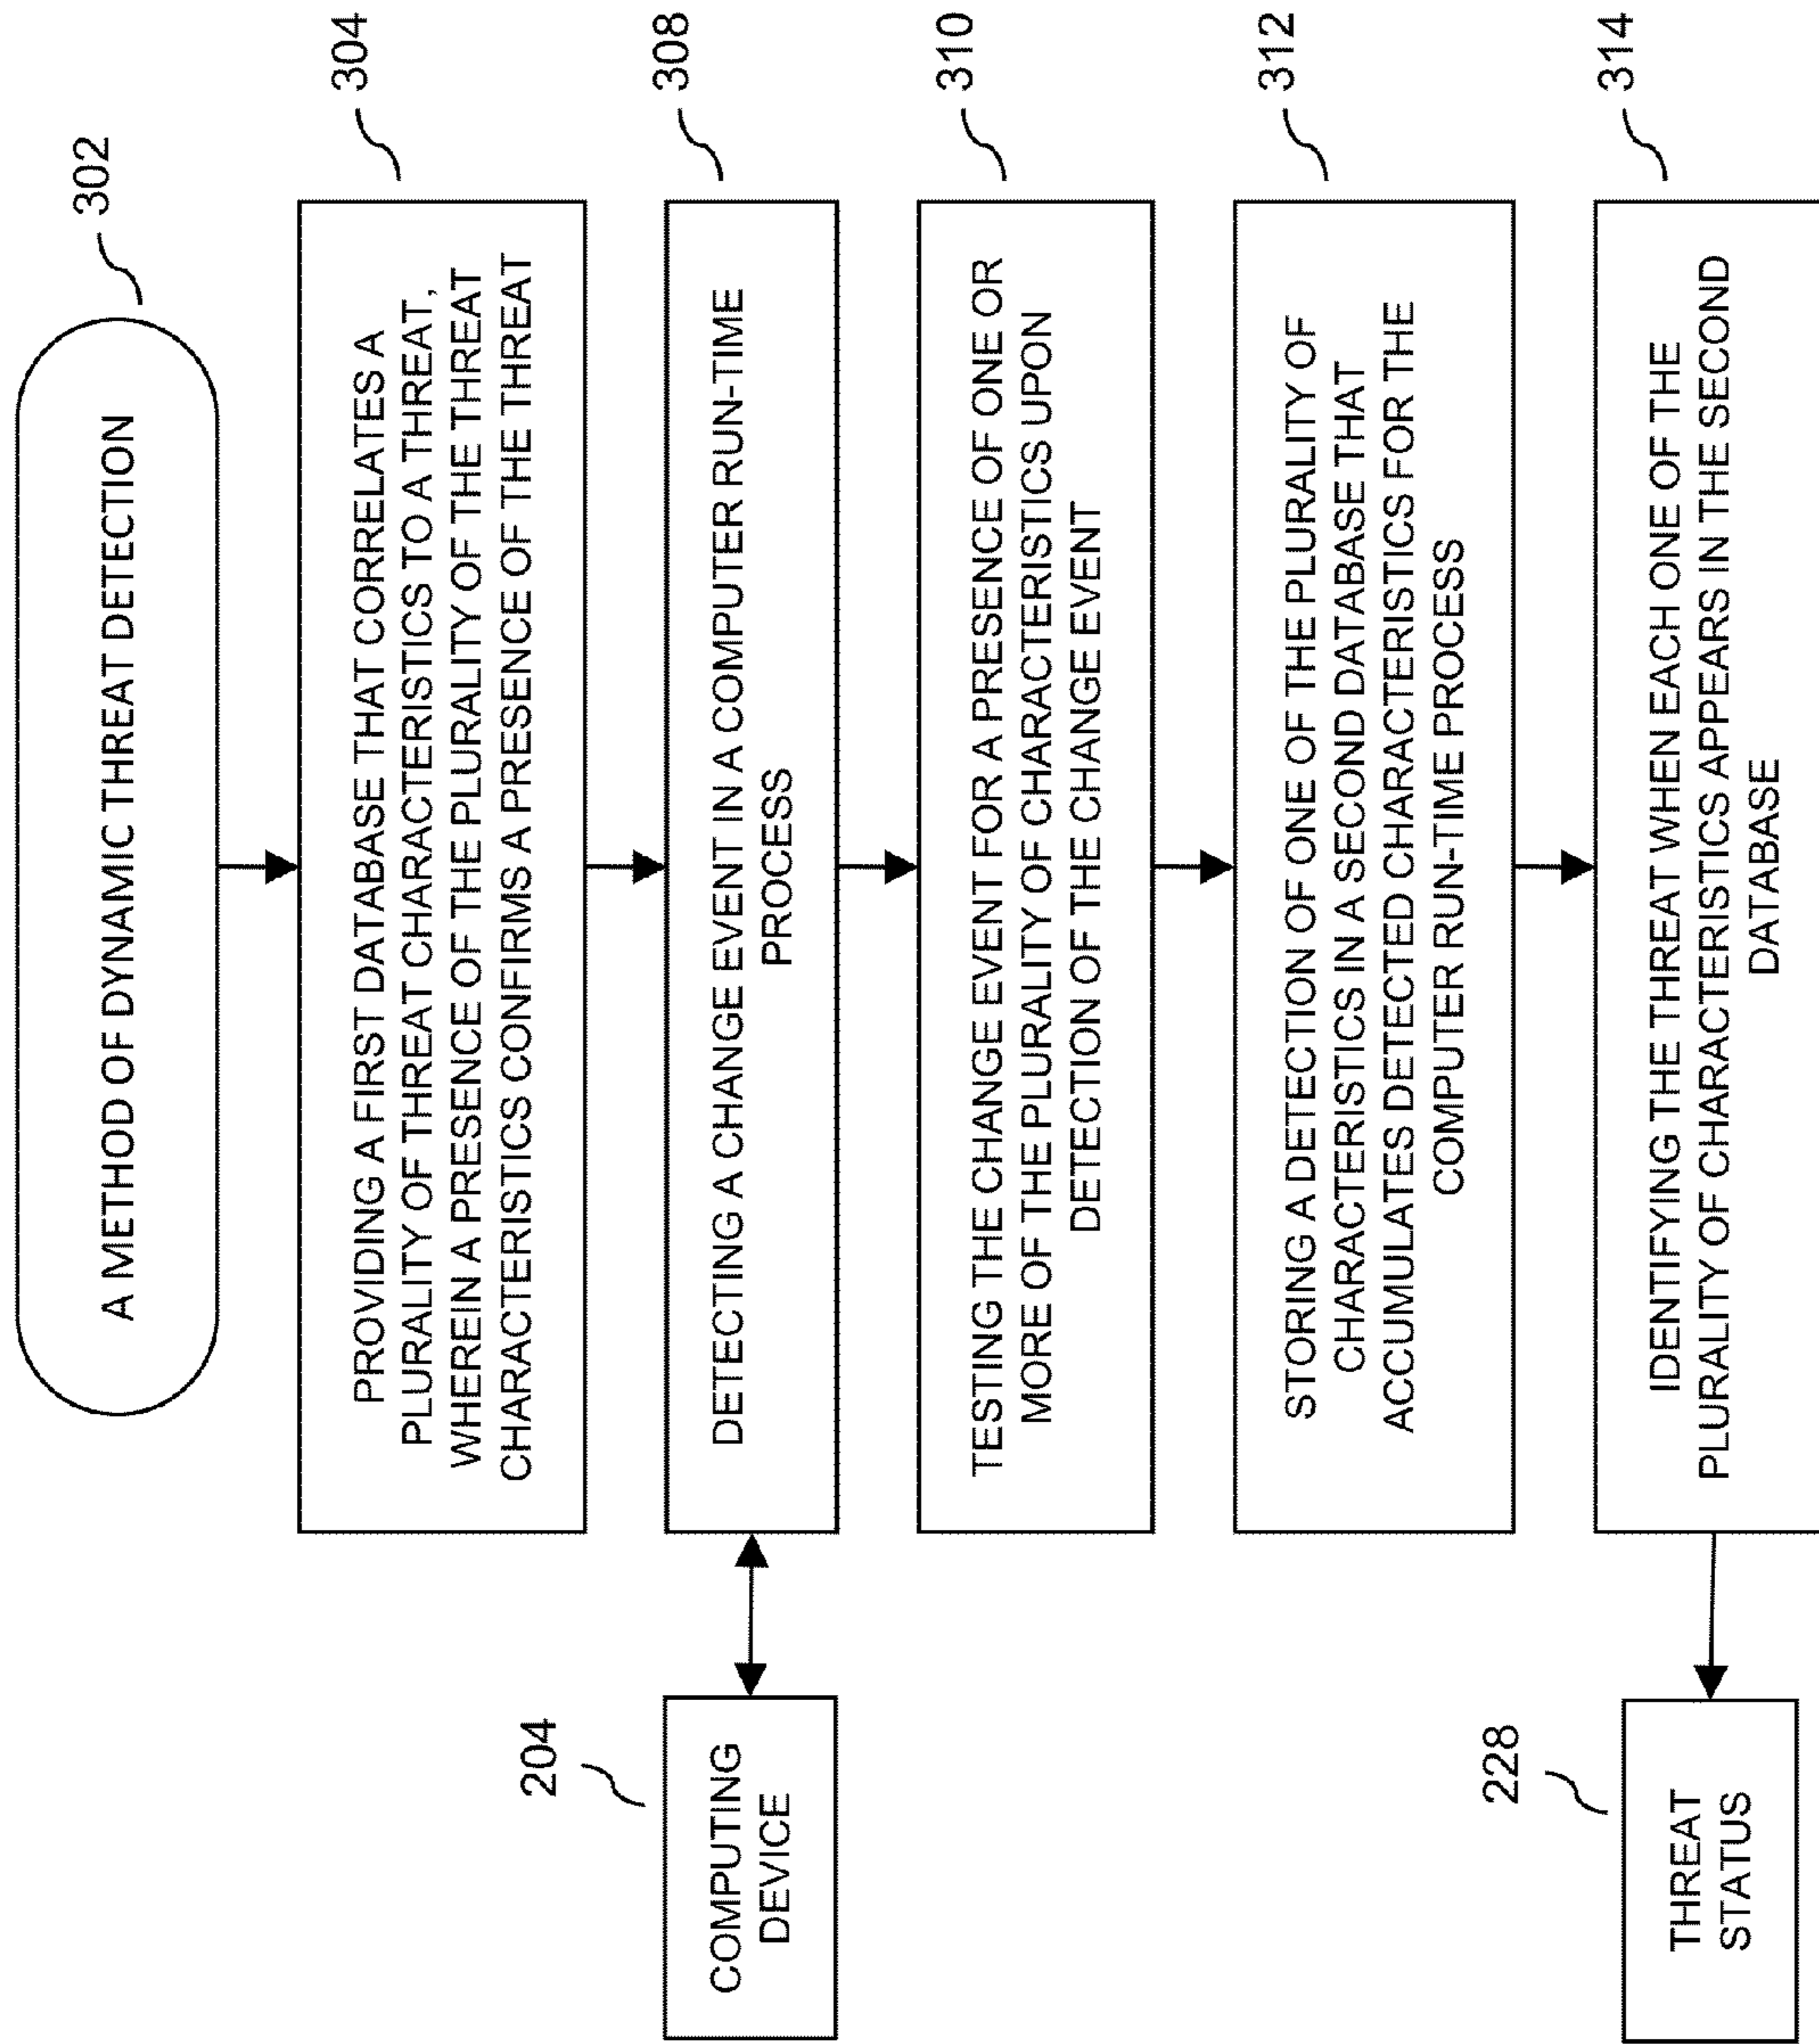 A METHOD OF DYNAMIC THREAT DETECTION
302
PROVIDING A FIRST DATABASE THAT CORRELATES A
PLURALITY OF THREAT CHARACTERISTICS TO A THREAT,
WHEREIN A PRESENCE OF THE PLURALITY OF THE THREAT
CHARACTERISTICS CONFIRMS A PRESENCE OF THE THREAT
304
204
COMPUTING
DEVICE
DETECTING A CHANGE EVENT IN A COMPUTER RUN-TIME
PROCESS
308
TESTING THE CHANGE EVENT FOR A PRESENCE OF ONE OR
MORE OF THE PLURALITY OF CHARACTERISTICS UPON
DETECTION OF THE CHANGE EVENT
310
STORING A DETECTION OF ONE OF THE PLURALITY OF
CHARACTERISTICS IN A SECOND DATABASE THAT
ACCUMULATES DETECTED CHARACTERISTICS FOR THE
COMPUTER RUN-TIME PROCESS
312
228
THREAT
STATUS
IDENTIFYING THE THREAT WHEN EACH ONE OF THE
PLURALITY OF CHARACTERISTICS APPEARS IN THE SECOND
DATABASE
314